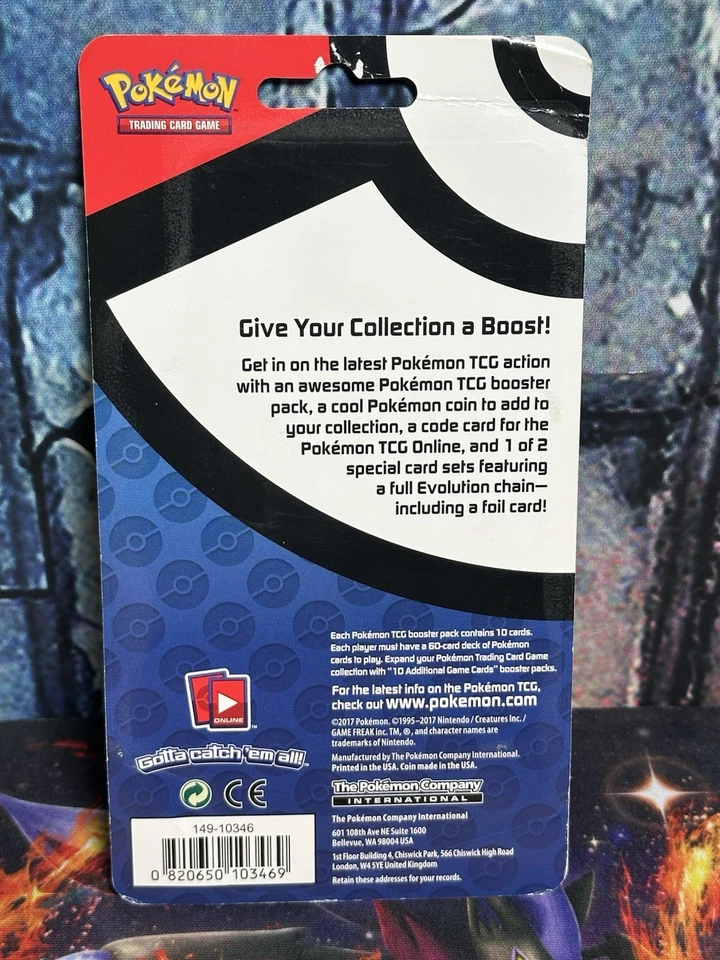 POKéMON
TRADING CARD GAME
Give Your Collection a Boost!
Get in on the latest Pokémon TCG action
with an awesome Pokémon TCG booster
pack, a cool Pokémon coin to add to
your collection, a code card for the
Pokémon TCG Online, and 1 of 2
special card sets featuring
a full Evolution chain—
including a foil card!
Each Pokémon TCG booster pack contains 10 cards.
Each player must have a 60-card deck of Pokémon
cards to play. Expand your Pokémon Trading Card Game
collection with "10 Additional Game Cards" booster packs.
For the latest info on the Pokémon TCG,
check out www.pokemon.com
©2017 Pokémon. ©1995–2017 Nintendo / Creatures Inc. /
GAME FREAK inc. TM, ®, and character names are
trademarks of Nintendo.
Manufactured by The Pokémon Company International.
Printed in the USA. Coin made in the USA.
ONLINE™
Gotta catch 'em all!™
CE
The Pokémon Company
INTERNATIONAL
The Pokémon Company International
601 108th Ave NE Suite 1600
Bellevue, WA 98004 USA
1st Floor Building 4, Chiswick Park, 566 Chiswick High Road
London, W4 5YE United Kingdom
Retain these addresses for your records.
149-10346
0 820650 103469